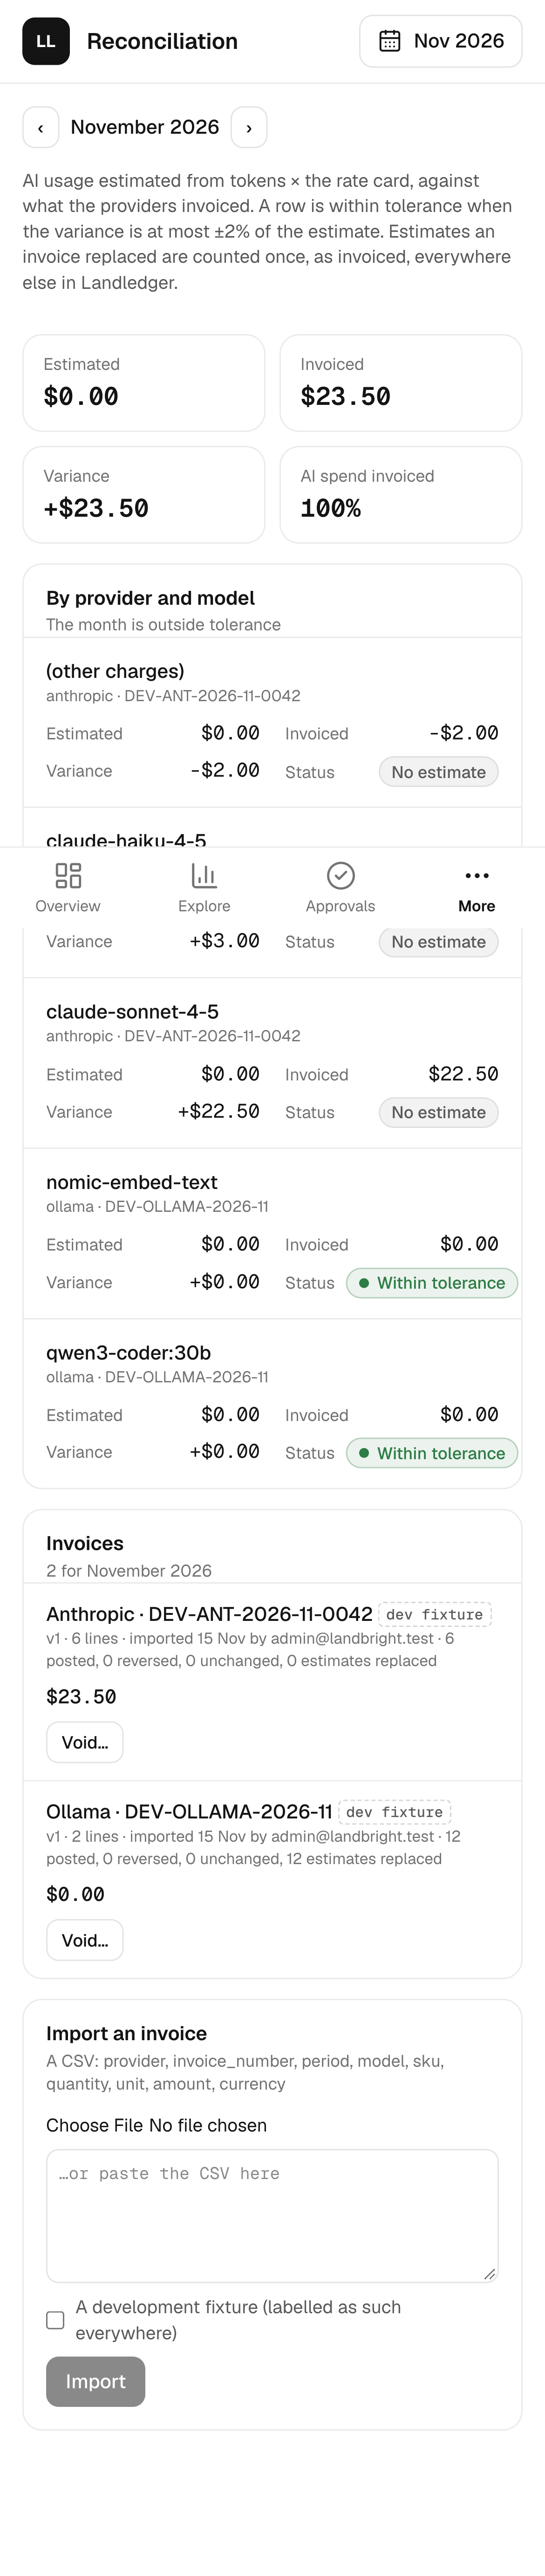 LL
Reconciliation
Nov 2026
‹ November 2026 ›
AI usage estimated from tokens × the rate card, against
what the providers invoiced. A row is within tolerance when
the variance is at most ±2% of the estimate. Estimates an
invoice replaced are counted once, as invoiced, everywhere
else in Landledger.
Estimated
$0.00
Invoiced
$23.50
Variance
+$23.50
AI spend invoiced
100%
By provider and model
The month is outside tolerance
(other charges)
anthropic · DEV-ANT-2026-11-0042
Estimated $0.00 Invoiced -$2.00
Variance -$2.00 Status No estimate
claude-haiku-4-5
Overview Explore Approvals More
Variance +$3.00 Status No estimate
claude-sonnet-4-5
anthropic · DEV-ANT-2026-11-0042
Estimated $0.00 Invoiced $22.50
Variance +$22.50 Status No estimate
nomic-embed-text
ollama · DEV-OLLAMA-2026-11
Estimated $0.00 Invoiced $0.00
Variance +$0.00 Status Within tolerance
qwen3-coder:30b
ollama · DEV-OLLAMA-2026-11
Estimated $0.00 Invoiced $0.00
Variance +$0.00 Status Within tolerance
Invoices
2 for November 2026
Anthropic · DEV-ANT-2026-11-0042 dev fixture
v1 · 6 lines · imported 15 Nov by admin@landbright.test · 6
posted, 0 reversed, 0 unchanged, 0 estimates replaced
$23.50
Void…
Ollama · DEV-OLLAMA-2026-11 dev fixture
v1 · 2 lines · imported 15 Nov by admin@landbright.test · 12
posted, 0 reversed, 0 unchanged, 12 estimates replaced
$0.00
Void…
Import an invoice
A CSV: provider, invoice_number, period, model, sku,
quantity, unit, amount, currency
Choose File No file chosen
…or paste the CSV here
A development fixture (labelled as such
everywhere)
Import